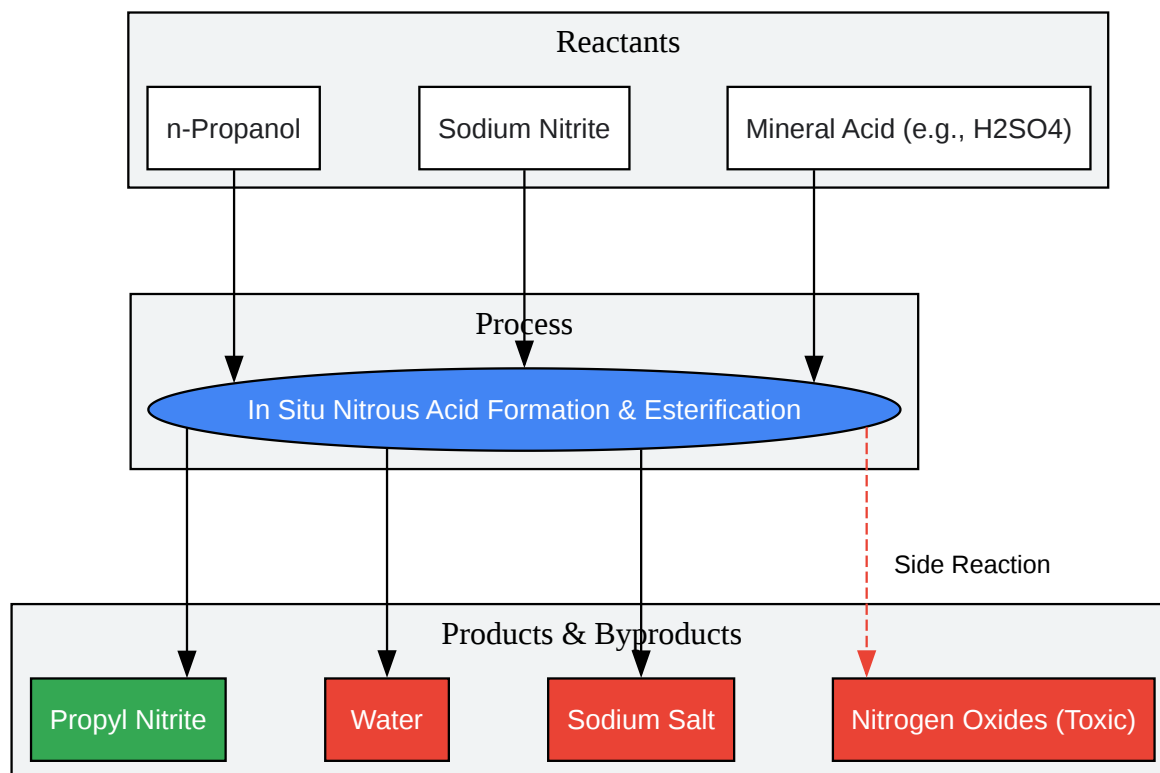 Reactants
n-Propanol
Sodium Nitrite
Mineral Acid (e.g., H2SO4)
Process
In Situ Nitrous Acid Formation & Esterification
Side Reaction
Products & Byproducts
Propyl Nitrite
Water
Sodium Salt
Nitrogen Oxides (Toxic)